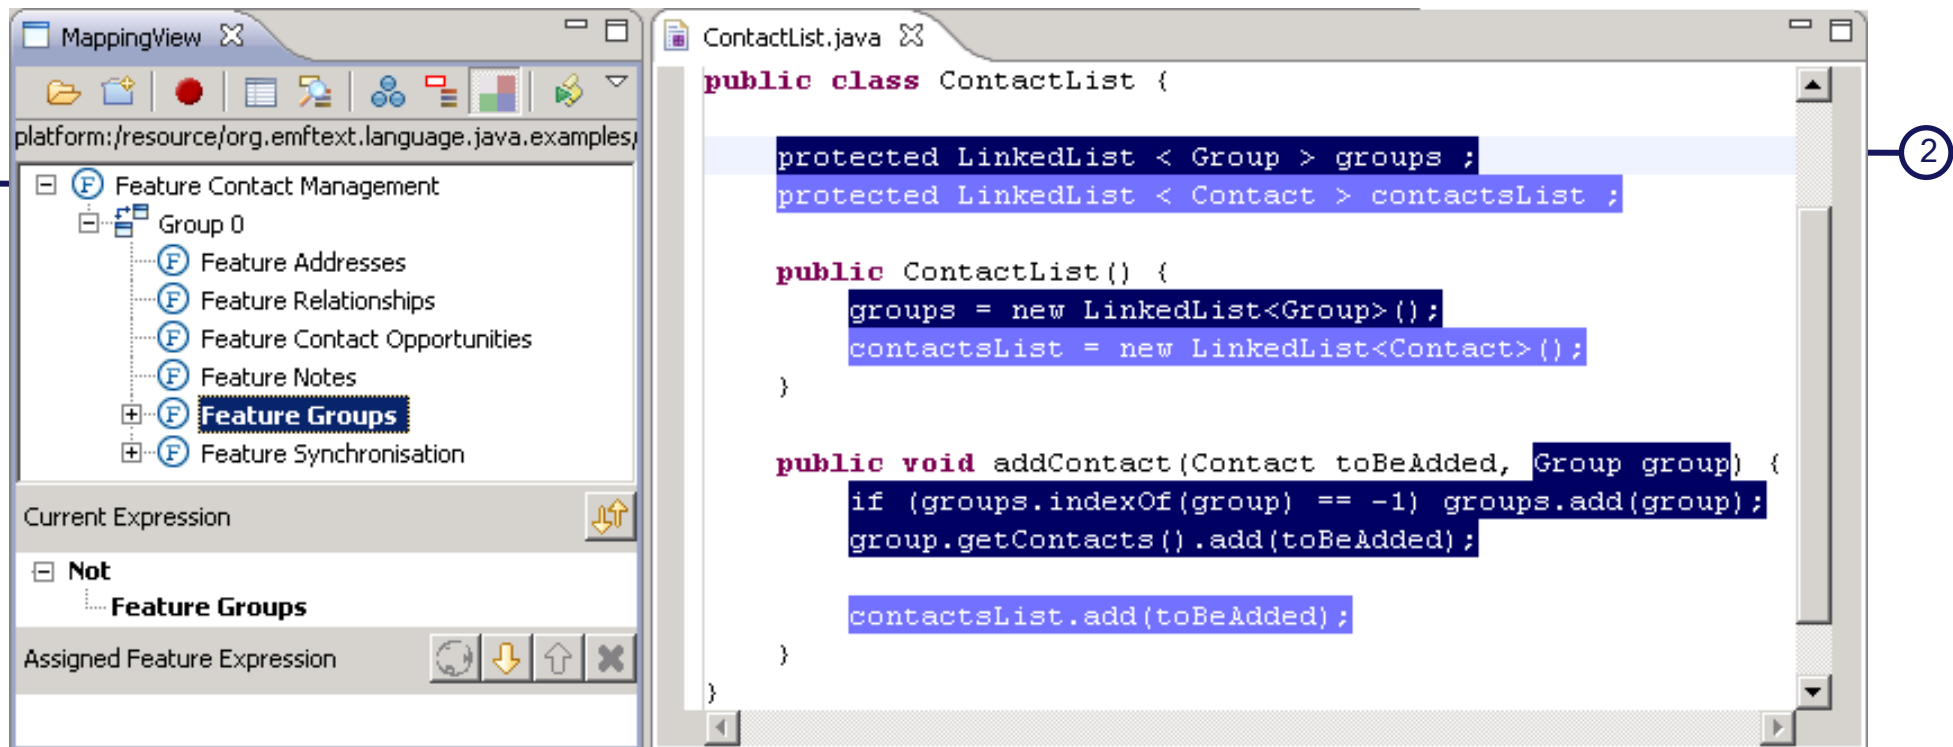 MappingView
platform:/resource/org.emftext.language.java.examples/
Feature Contact Management
Group 0
Feature Addresses
Feature Relationships
Feature Contact Opportunities
Feature Notes
Feature Groups
Feature Synchronisation
Current Expression
Not
Feature Groups
Assigned Feature Expression
ContactList.java
public class ContactList {
protected LinkedList < Group > groups ;
protected LinkedList < Contact > contactsList ;
public ContactList() {
groups = new LinkedList<Group>();
contactsList = new LinkedList<Contact>();
}
public void addContact(Contact toBeAdded, Group group) {
if (groups.indexOf(group) == -1) groups.add(group);
group.getContacts().add(toBeAdded);
contactsList.add(toBeAdded);
}
}
2